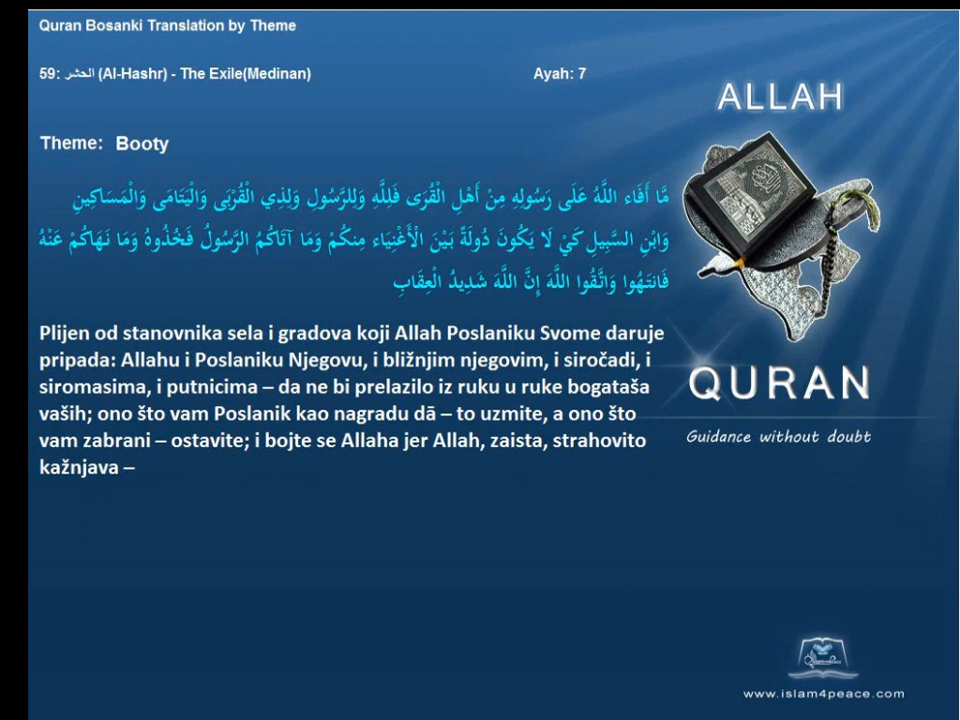 Quran Bosanki Translation by Theme
59: الحشر (Al-Hashr) - The Exile(Medinan) Ayah: 7
Theme: Booty
مَّا أَفَاء اللَّهُ عَلَى رَسُولِهِ مِنْ أَهْلِ الْقُرَى فَلِلَّهِ وَلِلرَّسُولِ وَلِذِي الْقُرْبَى وَالْيَتَامَى وَالْمَسَاكِينِ
وَابْنِ السَّبِيلِ كَيْ لَا يَكُونَ دُولَةً بَيْنَ الْأَغْنِيَاء مِنكُمْ وَمَا آتَاكُمُ الرَّسُولُ فَخُذُوهُ وَمَا نَهَاكُمْ عَنْهُ
فَانتَهُوا وَاتَّقُوا اللَّهَ إِنَّ اللَّهَ شَدِيدُ الْعِقَابِ
Plijen od stanovnika sela i gradova koji Allah Poslaniku Svome daruje
pripada: Allahu i Poslaniku Njegovu, i bližnjim njegovim, i siročadi, i
siromasima, i putnicima – da ne bi prelazilo iz ruku u ruke bogataša
vaših; ono što vam Poslanik kao nagradu dā – to uzmite, a ono što
vam zabrani – ostavite; i bojte se Allaha jer Allah, zaista, strahovito
kažnjava –
ALLAH
QURAN
Guidance without doubt
www.islam4peace.com